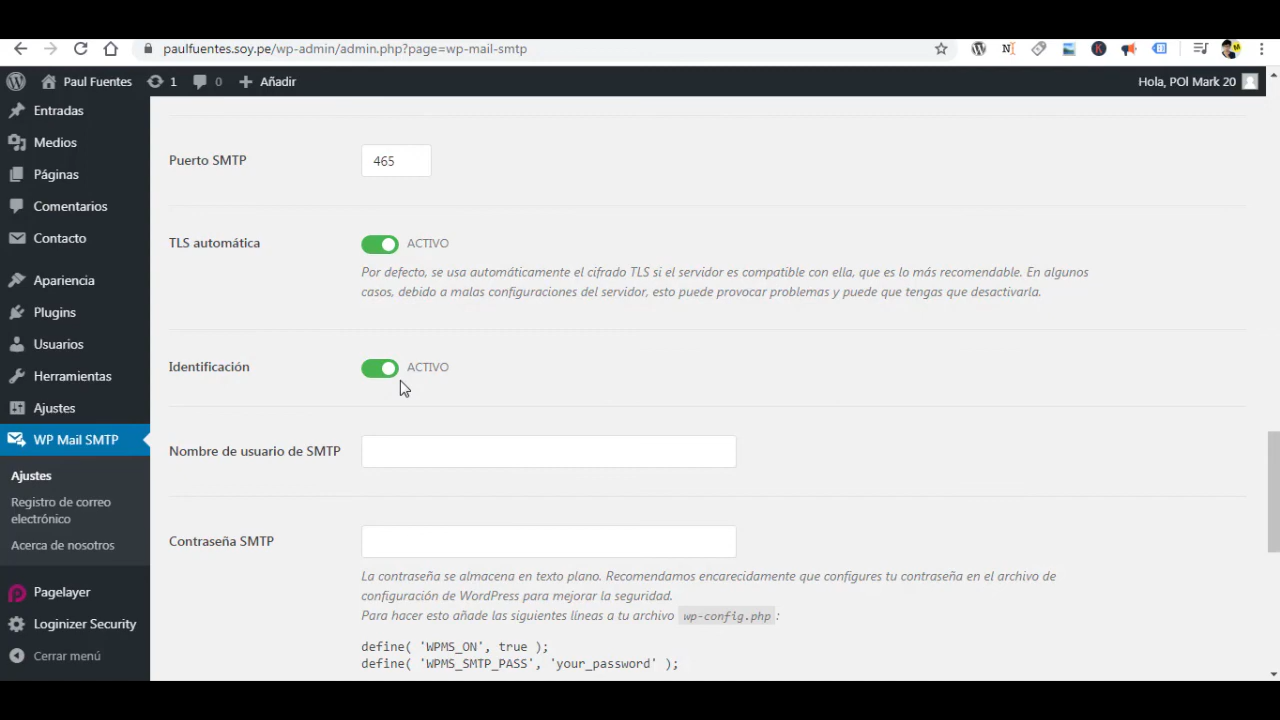 paulfuentes.soy.pe/wp-admin/admin.php?page=wp-mail-smtp
Paul Fuentes 1 0 Añadir Hola, POl Mark 20
Entradas
Medios
Páginas
Comentarios
Contacto
Apariencia
Plugins
Usuarios
Herramientas
Ajustes
WP Mail SMTP
Ajustes
Registro de correo
electrónico
Acerca de nosotros
Pagelayer
Loginizer Security
Cerrar menú
Puerto SMTP 465
TLS automática ACTIVO
Por defecto, se usa automáticamente el cifrado TLS si el servidor es compatible con ella, que es lo más recomendable. En algunos
casos, debido a malas configuraciones del servidor, esto puede provocar problemas y puede que tengas que desactivarla.
Identificación ACTIVO
Nombre de usuario de SMTP
Contraseña SMTP
La contraseña se almacena en texto plano. Recomendamos encarecidamente que configures tu contraseña en el archivo de
configuración de WordPress para mejorar la seguridad.
Para hacer esto añade las siguientes líneas a tu archivo wp-config.php:
define( 'WPMS_ON', true );
define( 'WPMS_SMTP_PASS', 'your_password' );